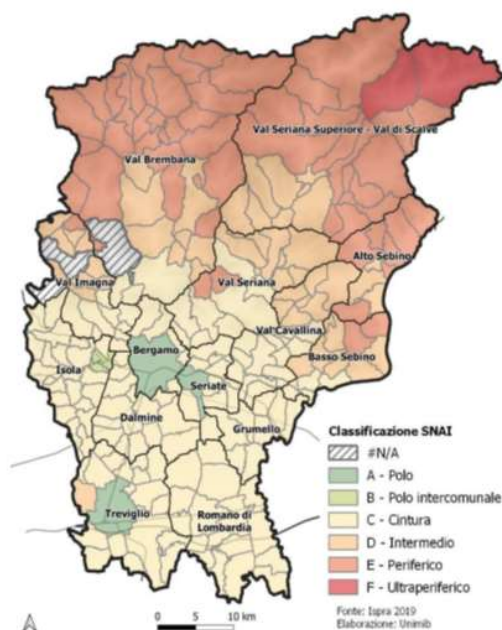 Val Seriana Superiore - Val di Scalve
Val Brembana
Alto Sebino
Val Imagna
Val Seriana
Val Cavallina
Bergamo
Basso Sebino
Isola
Seriate
Dalmine
Grumello
Treviglio
Romano di
Lombardia
Classificazione SNAI
#N/A
A - Polo
B - Polo intercomunale
C - Cintura
D - Intermedio
E - Periferico
F - Ultraperiferico
Fonte: Ispra 2019
Elaborazione: Unimib
0 5 10 km